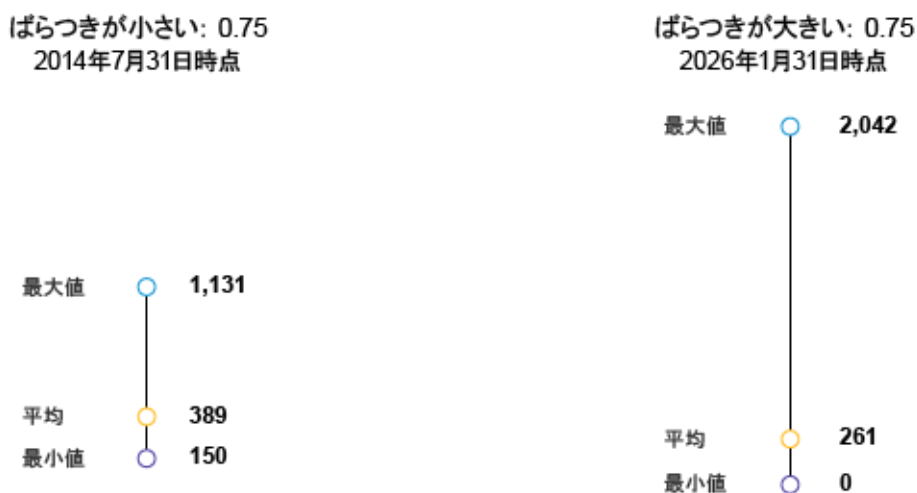 ばらつきが小さい: 0.75
2014年7月31日時点
最大値 1,131
平均 389
最小値 150
ばらつきが大きい: 0.75
2026年1月31日時点
最大値 2,042
平均 261
最小値 0